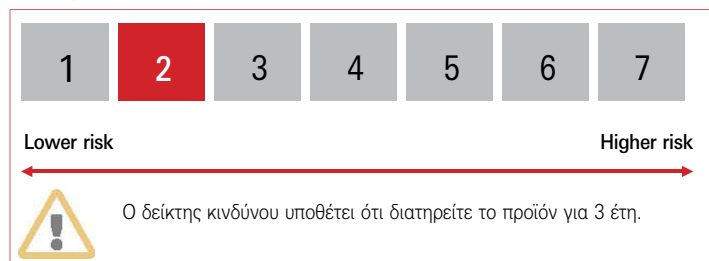 1 2 3 4 5 6 7
Lower risk Higher risk
Ο δείκτης κινδύνου υποθέτει ότι διατηρείτε το προϊόν για 3 έτη.